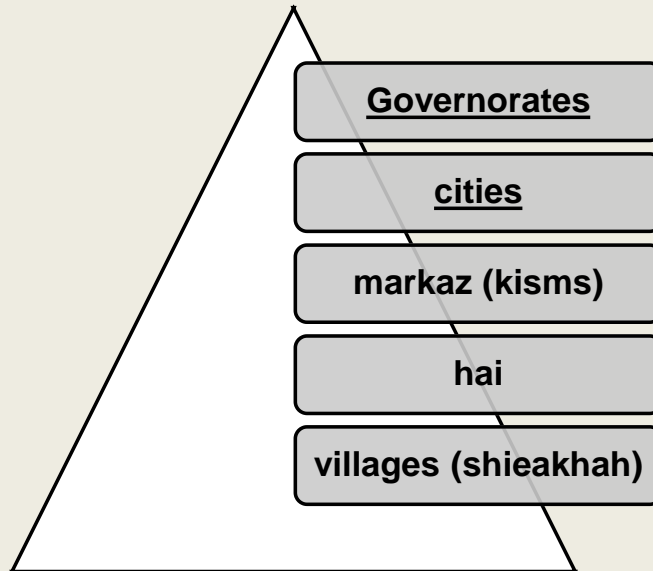 Governorates
cities
markaz (kisms)
hai
villages (shieakhah)